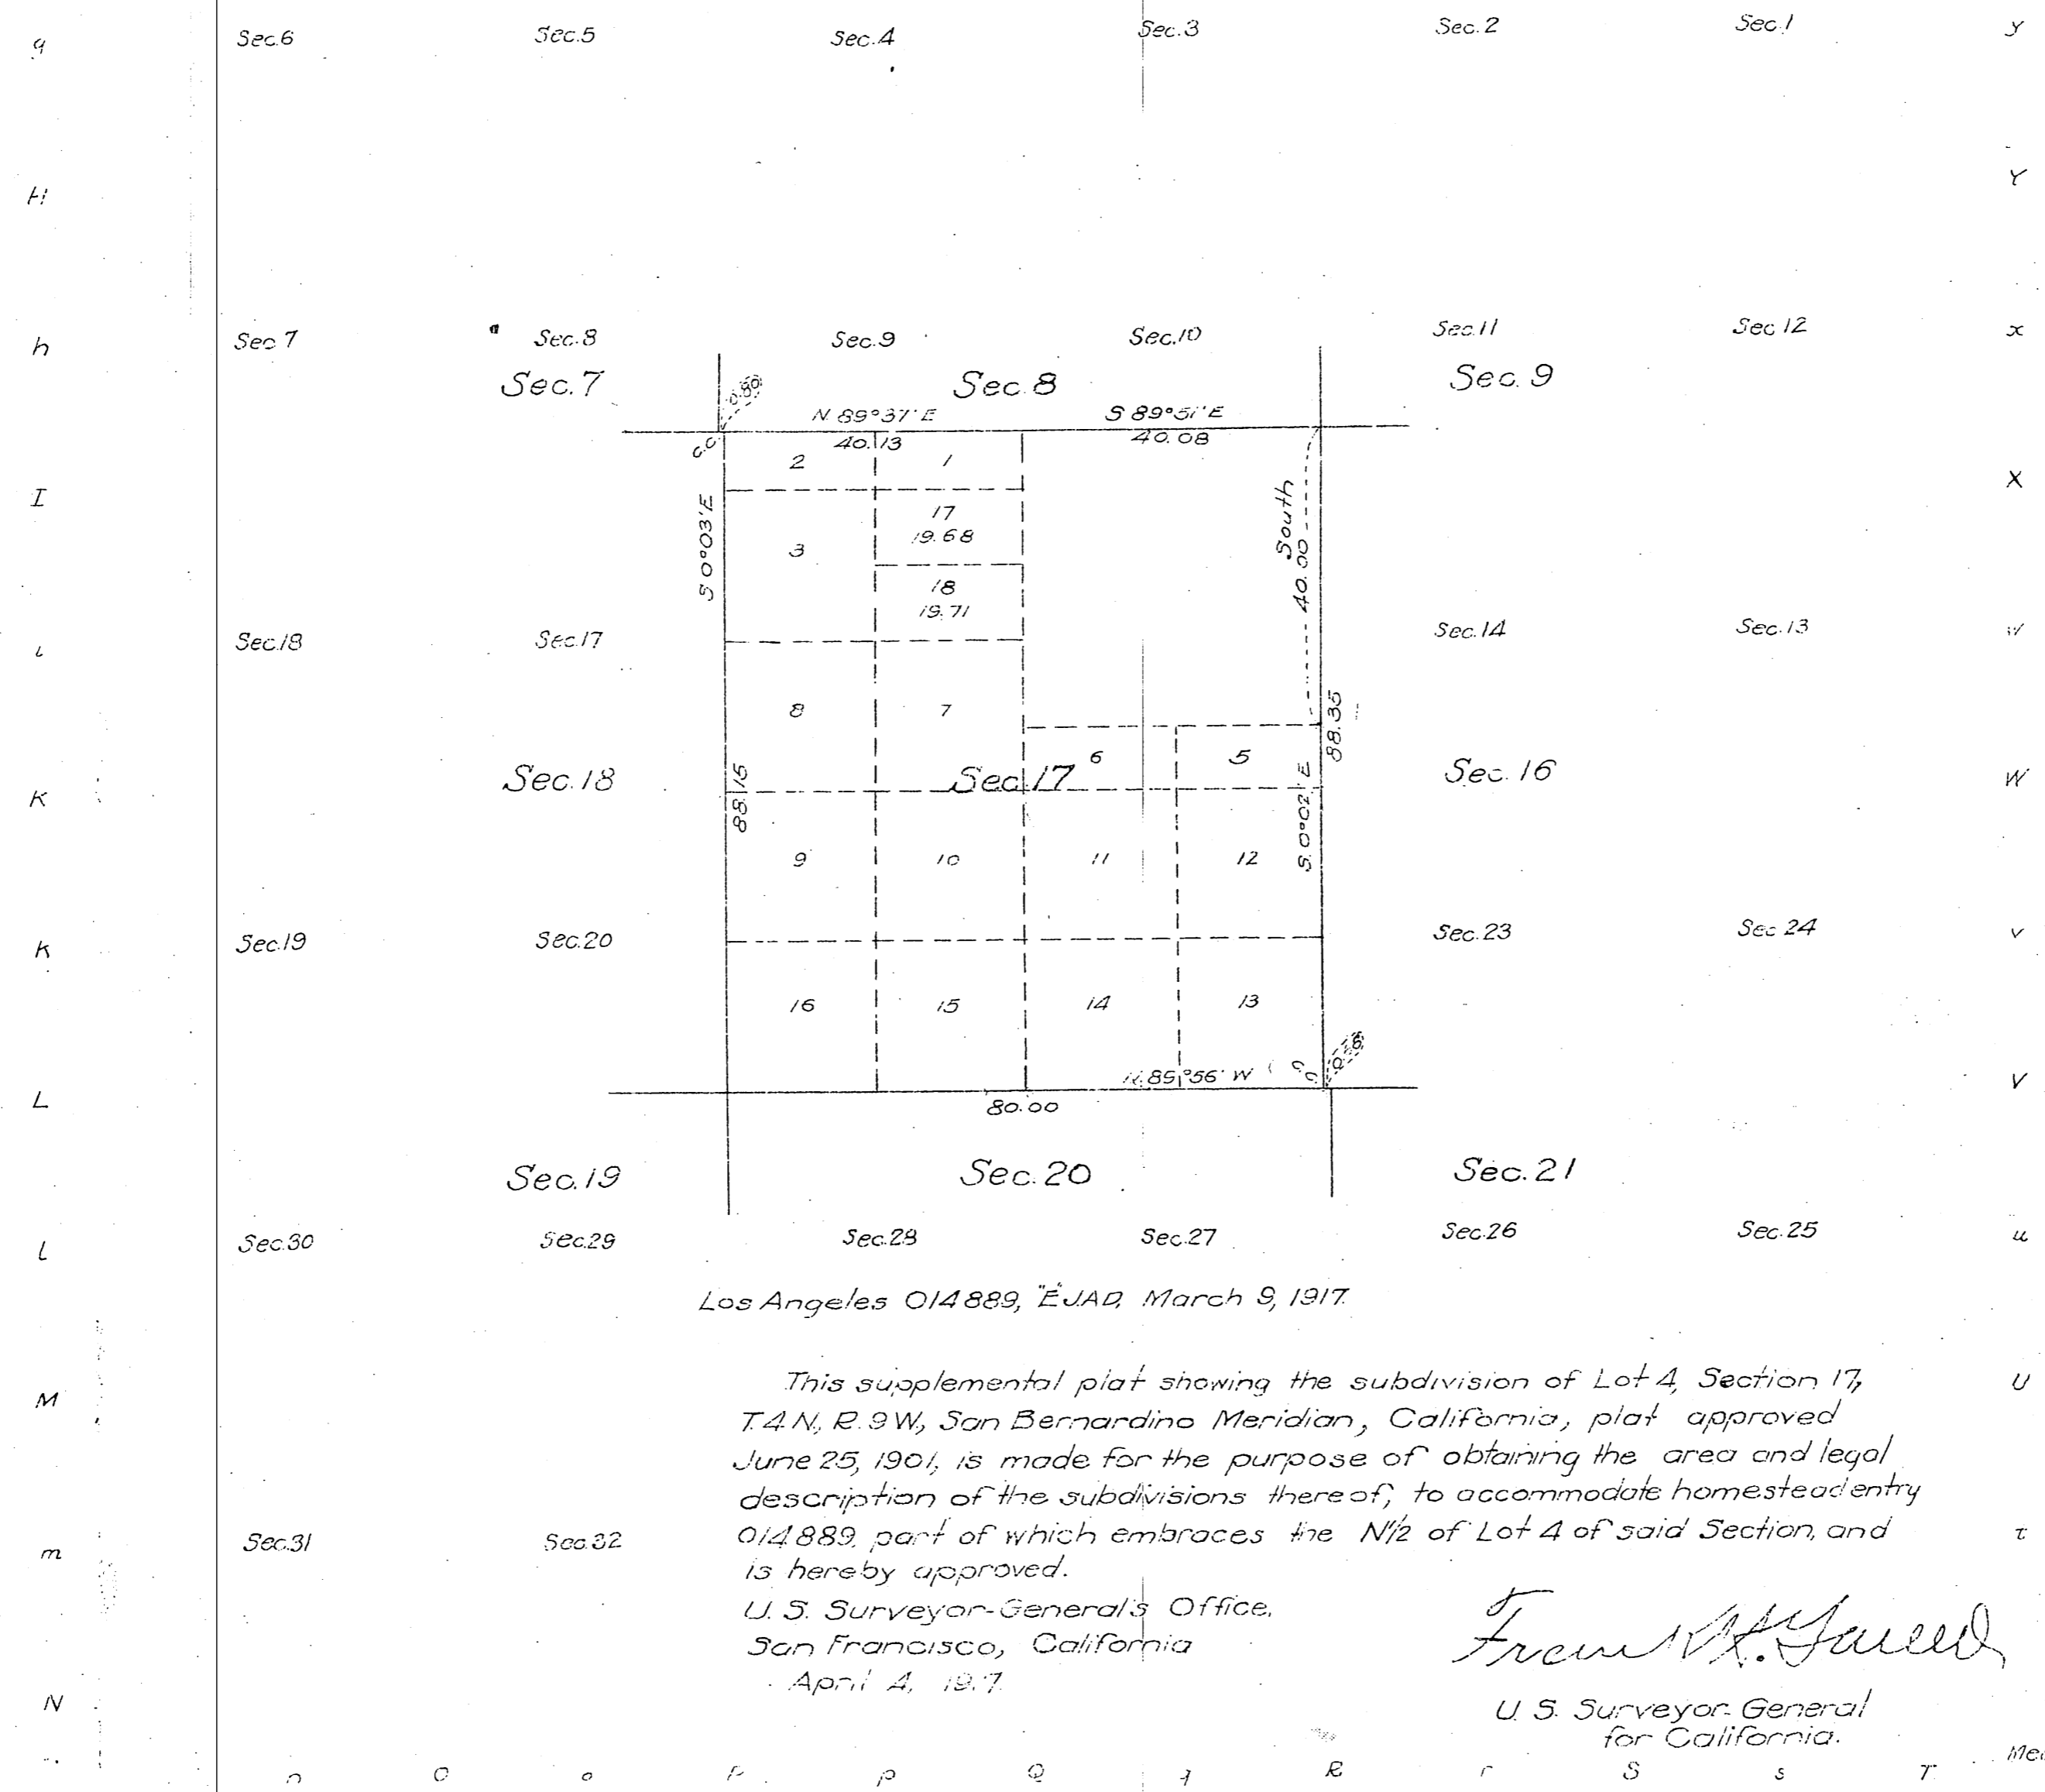 g Sec.6 Sec.5 Sec.4 Sec.3 Sec.2 Sec.1 y
H Y
h Sec 7 Sec.8 Sec.9 Sec.10 Sec.11 Sec 12 x
Sec.7 Sec.8 Sec.9
0.80
N 89°37' E S 89°51' E
C.C. 40.13 40.08
2 1
I S 0°03' E 17 South X
3 19.68 40.00
18
19.71
i Sec.18 Sec.17 Sec.14 Sec.13 w
8 7 88.35
6 5
K Sec.18 88.15 Sec.17 S. 0°02' E Sec.16 W
9 10 11 12
K Sec.19 Sec.20 Sec.23 Sec 24 v
16 15 14 13
L N.89°56' W C.C. V
80.00
Sec.19 Sec.20 Sec.21
l Sec.30 Sec.29 Sec.28 Sec.27 Sec.26 Sec.25 u
Los Angeles 014889, "E" JAD, March 9, 1917.
This supplemental plat showing the subdivision of Lot 4, Section 17,
M U
T.4 N., R.9 W., San Bernardino Meridian, California, plat approved
June 25, 1901, is made for the purpose of obtaining the area and legal
description of the subdivisions thereof, to accommodate homestead entry
m Sec.31 Sec.32 014889, part of which embraces the N½ of Lot 4 of said Section, and t
is hereby approved.
U. S. Surveyor-General's Office,
San Francisco, California
April 4, 1917.
N U. S. Surveyor-General
for California.
n O o P p Q q R r S s T